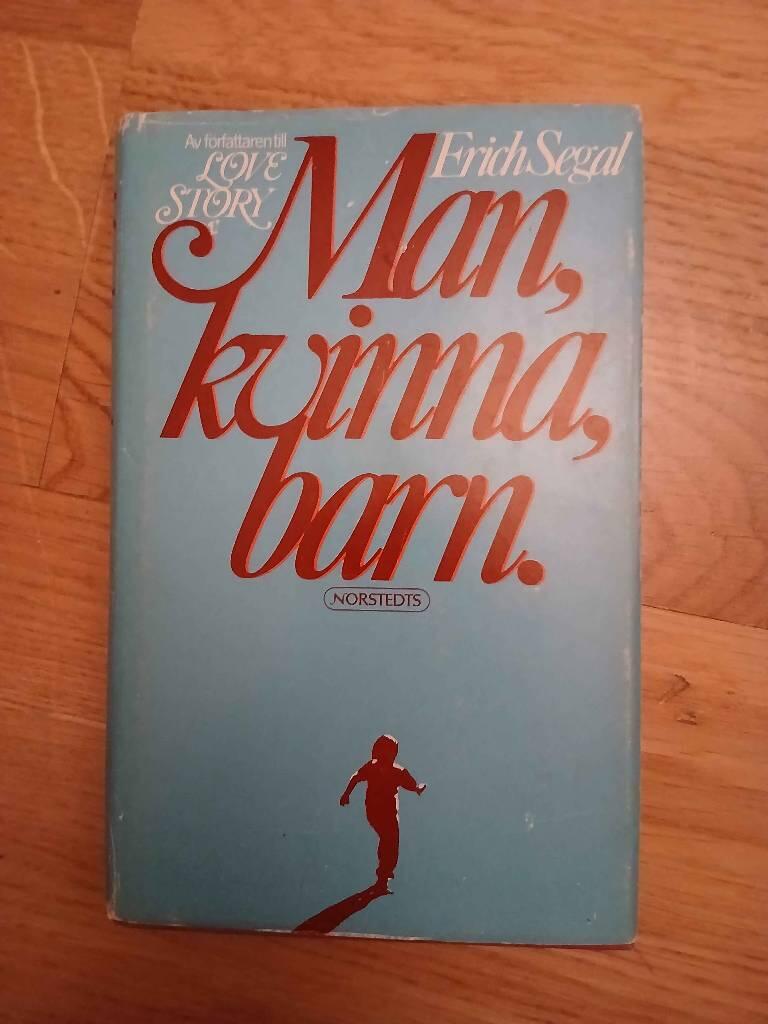 Av författaren till
LOVE
STORY
Erich Segal
Man,
kvinna,
barn.
NORSTEDTS